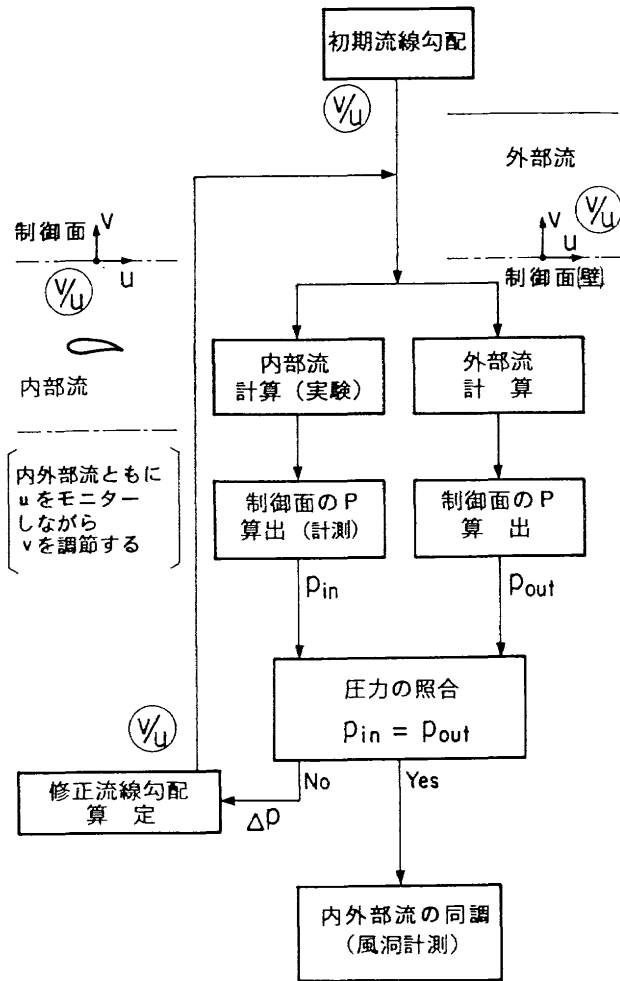 初期流線勾配
V/u
外部流
V/u
v
u
制御面(壁)
制御面
v
u
V/u
内部流
内外部流ともに
uをモニター
しながら
vを調節する
内部流
計算(実験)
外部流
計算
制御面のP
算出(計測)
制御面のP
算出
Pin
Pout
圧力の照合
Pin = Pout
No
Yes
V/u
修正流線勾配
算定
ΔP
内外部流の同調
(風洞計測)